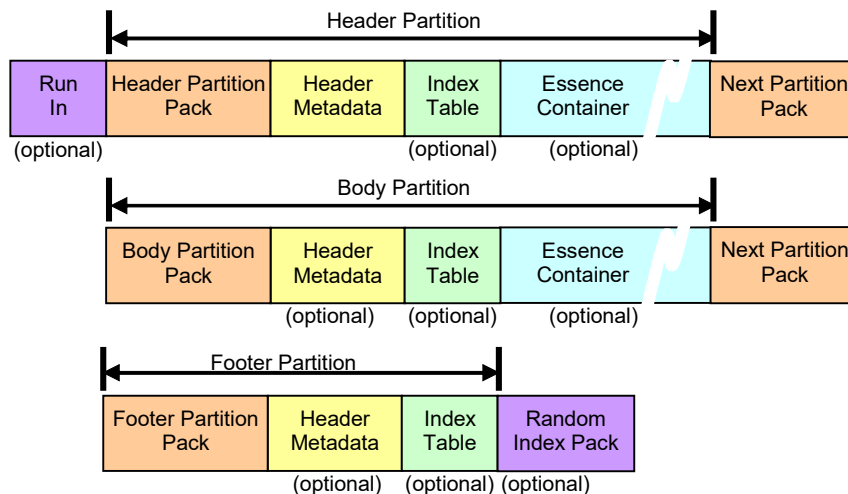 Header Partition
Run In
Header Partition Pack
Header Metadata
Index Table
Essence Container
Next Partition Pack
(optional)
(optional)
(optional)
Body Partition
Body Partition Pack
Header Metadata
Index Table
Essence Container
Next Partition Pack
(optional)
(optional)
(optional)
Footer Partition
Footer Partition Pack
Header Metadata
Index Table
Random Index Pack
(optional)
(optional)
(optional)